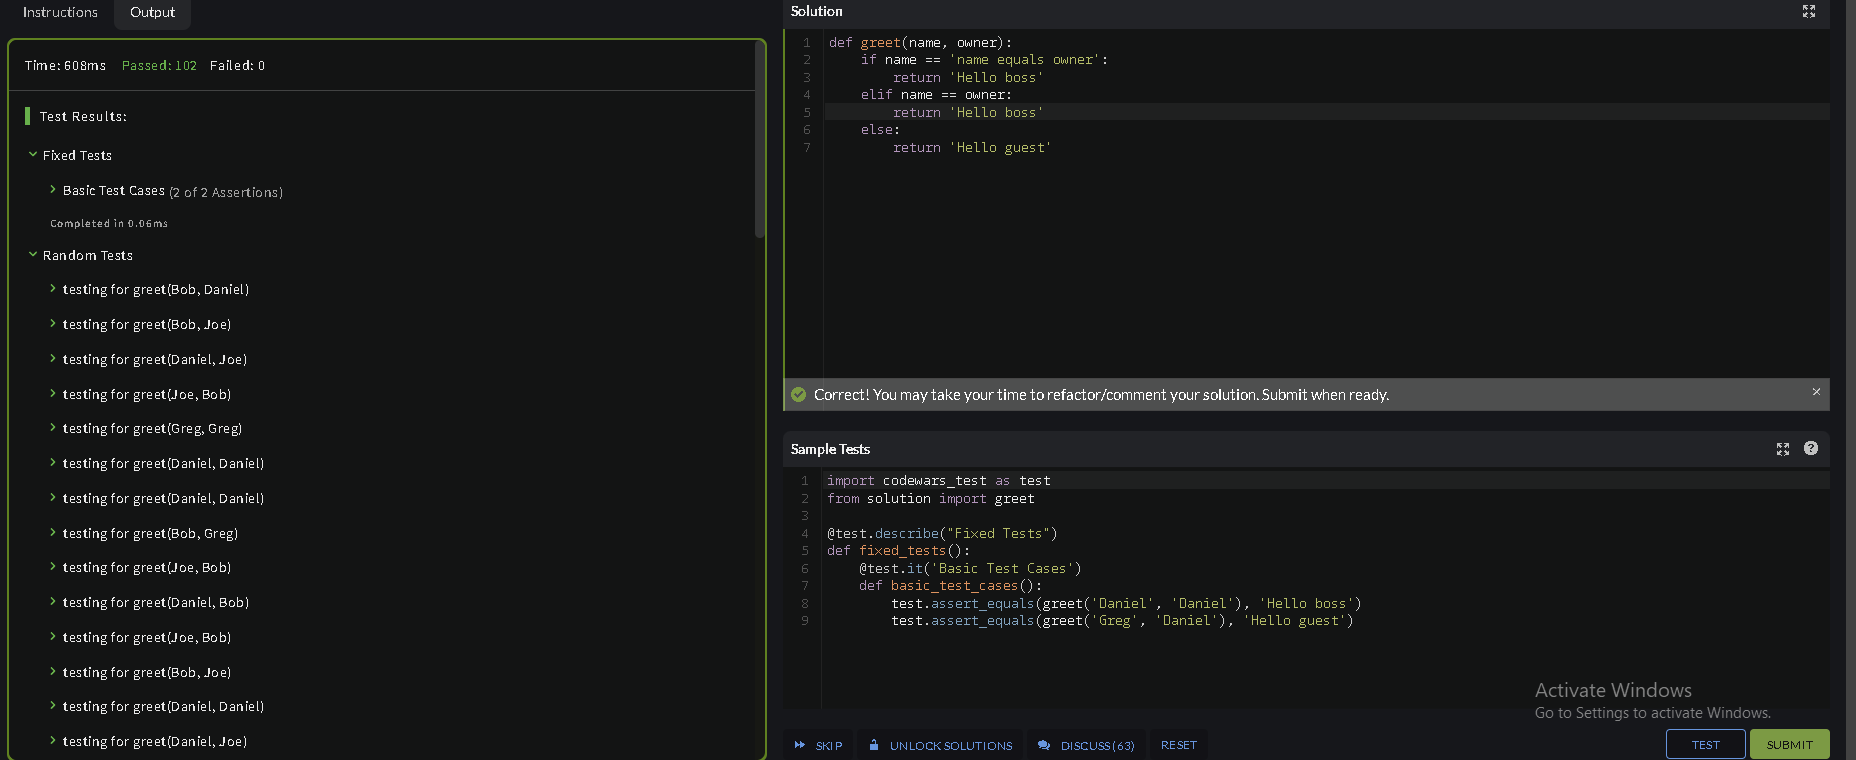 Instructions
Output
Time: 608ms Passed: 102 Failed: 0
Test Results:
Fixed Tests
Basic Test Cases (2 of 2 Assertions)
Completed in 0.06ms
Random Tests
testing for greet(Bob, Daniel)
testing for greet(Bob, Joe)
testing for greet(Daniel, Joe)
testing for greet(Joe, Bob)
testing for greet(Greg, Greg)
testing for greet(Daniel, Daniel)
testing for greet(Daniel, Daniel)
testing for greet(Bob, Greg)
testing for greet(Joe, Bob)
testing for greet(Daniel, Bob)
testing for greet(Joe, Bob)
testing for greet(Bob, Joe)
testing for greet(Daniel, Daniel)
testing for greet(Daniel, Joe)
Solution
1 def greet(name, owner):
2     if name == 'name equals owner':
3         return 'Hello boss'
4     elif name == owner:
5         return 'Hello boss'
6     else:
7         return 'Hello guest'
Correct! You may take your time to refactor/comment your solution. Submit when ready.
Sample Tests
1 import codewars_test as test
2 from solution import greet
3
4 @test.describe("Fixed Tests")
5 def fixed_tests():
6     @test.it('Basic Test Cases')
7     def basic_test_cases():
8         test.assert_equals(greet('Daniel', 'Daniel'), 'Hello boss')
9         test.assert_equals(greet('Greg', 'Daniel'), 'Hello guest')
Activate Windows
Go to Settings to activate Windows.
SKIP
UNLOCK SOLUTIONS
DISCUSS (63)
RESET
TEST
SUBMIT